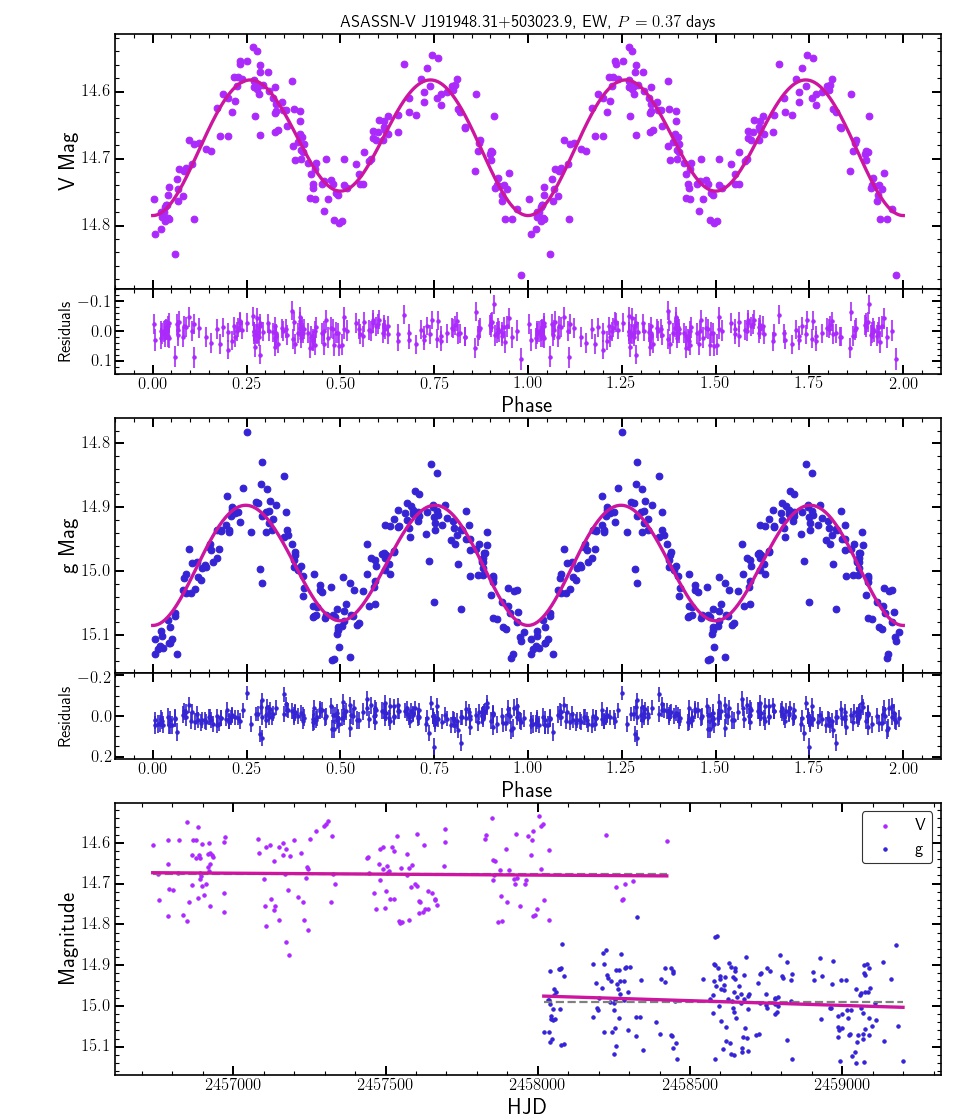 ASASSN-V J191948.31+503023.9, EW, P = 0.37 days
14.6
14.7
14.8
V Mag
−0.1
0.0
0.1
Residuals
0.00 0.25 0.50 0.75 1.00 1.25 1.50 1.75 2.00
Phase
14.8
14.9
15.0
15.1
g Mag
−0.2
0.0
0.2
Residuals
0.00 0.25 0.50 0.75 1.00 1.25 1.50 1.75 2.00
Phase
V
g
14.6
14.7
14.8
14.9
15.0
15.1
Magnitude
2457000 2457500 2458000 2458500 2459000
HJD